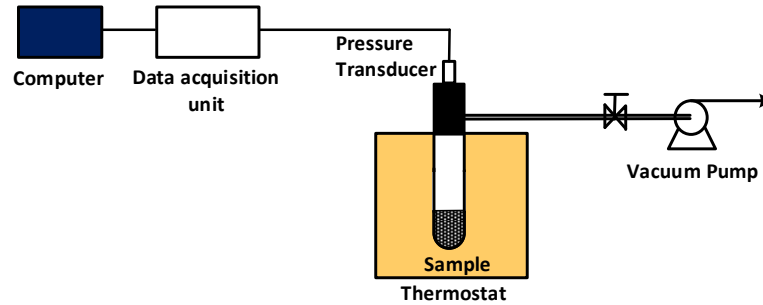 Pressure
Transducer
Computer
Data acquisition
unit
Vacuum Pump
Sample
Thermostat